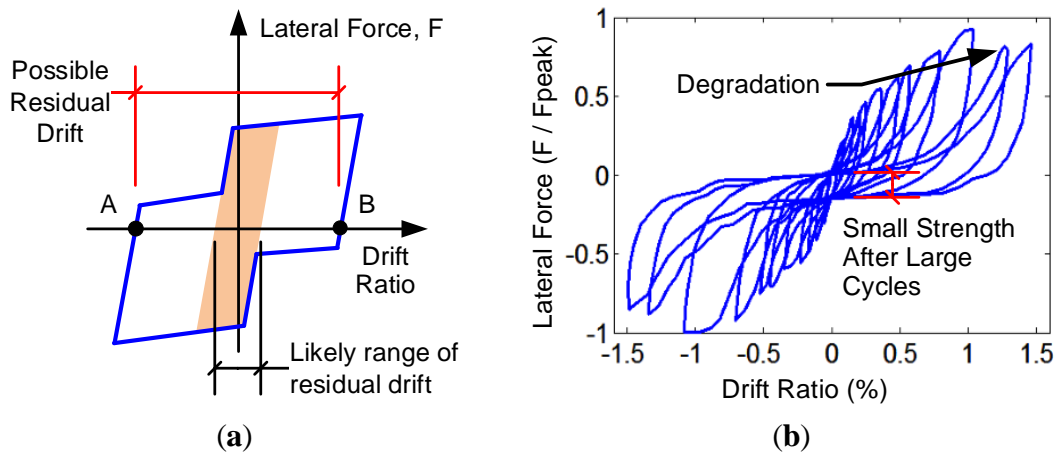 Lateral Force, F
Possible
Residual
Drift
A
B
Drift
Ratio
Likely range of
residual drift
(a)
(b)
Lateral Force (F / Fpeak)
1
0.5
0
-0.5
-1
Degradation
Small Strength
After Large
Cycles
-1.5
-1
-0.5
0
0.5
1
1.5
Drift Ratio (%)